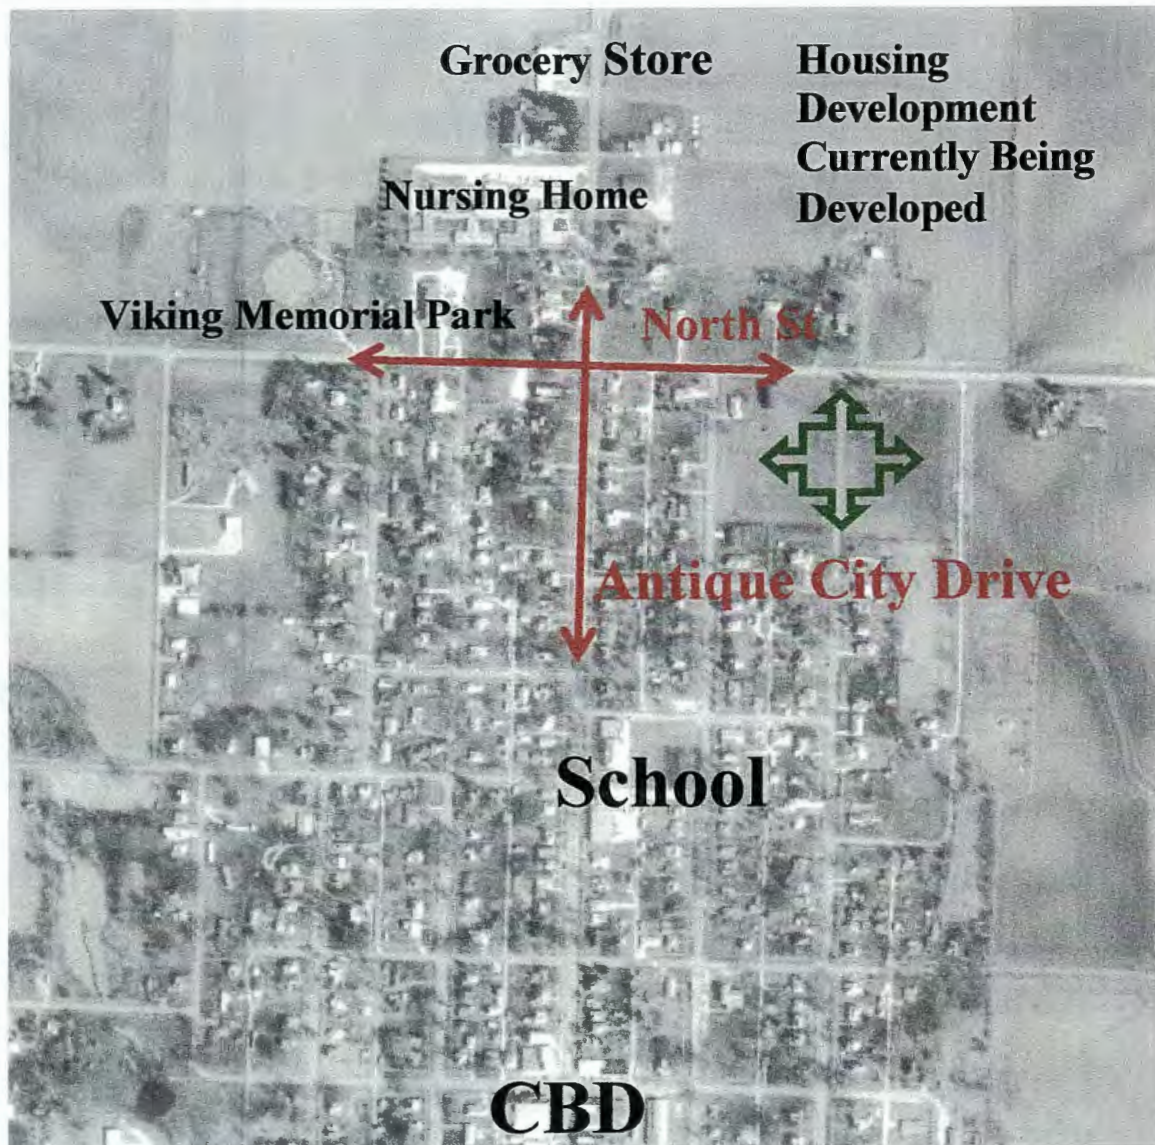 Grocery Store
Housing
Development
Currently Being
Developed
Nursing Home
Viking Memorial Park
North St
Antique City Drive
School
CBD